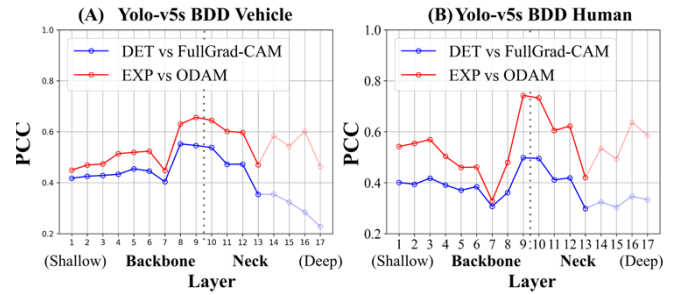 (A) Yolo-v5s BDD Vehicle
1.0
0.8
0.6
0.4
0.2
PCC
DET vs FullGrad-CAM
EXP vs ODAM
1 2 3 4 5 6 7 8 9 10 11 12 13 14 15 16 17
(Shallow) Backbone Neck (Deep)
Layer
(B) Yolo-v5s BDD Human
1.0
0.8
0.6
0.4
0.2
PCC
DET vs FullGrad-CAM
EXP vs ODAM
1 2 3 4 5 6 7 8 9 10 11 12 13 14 15 16 17
(Shallow) Backbone Neck (Deep)
Layer